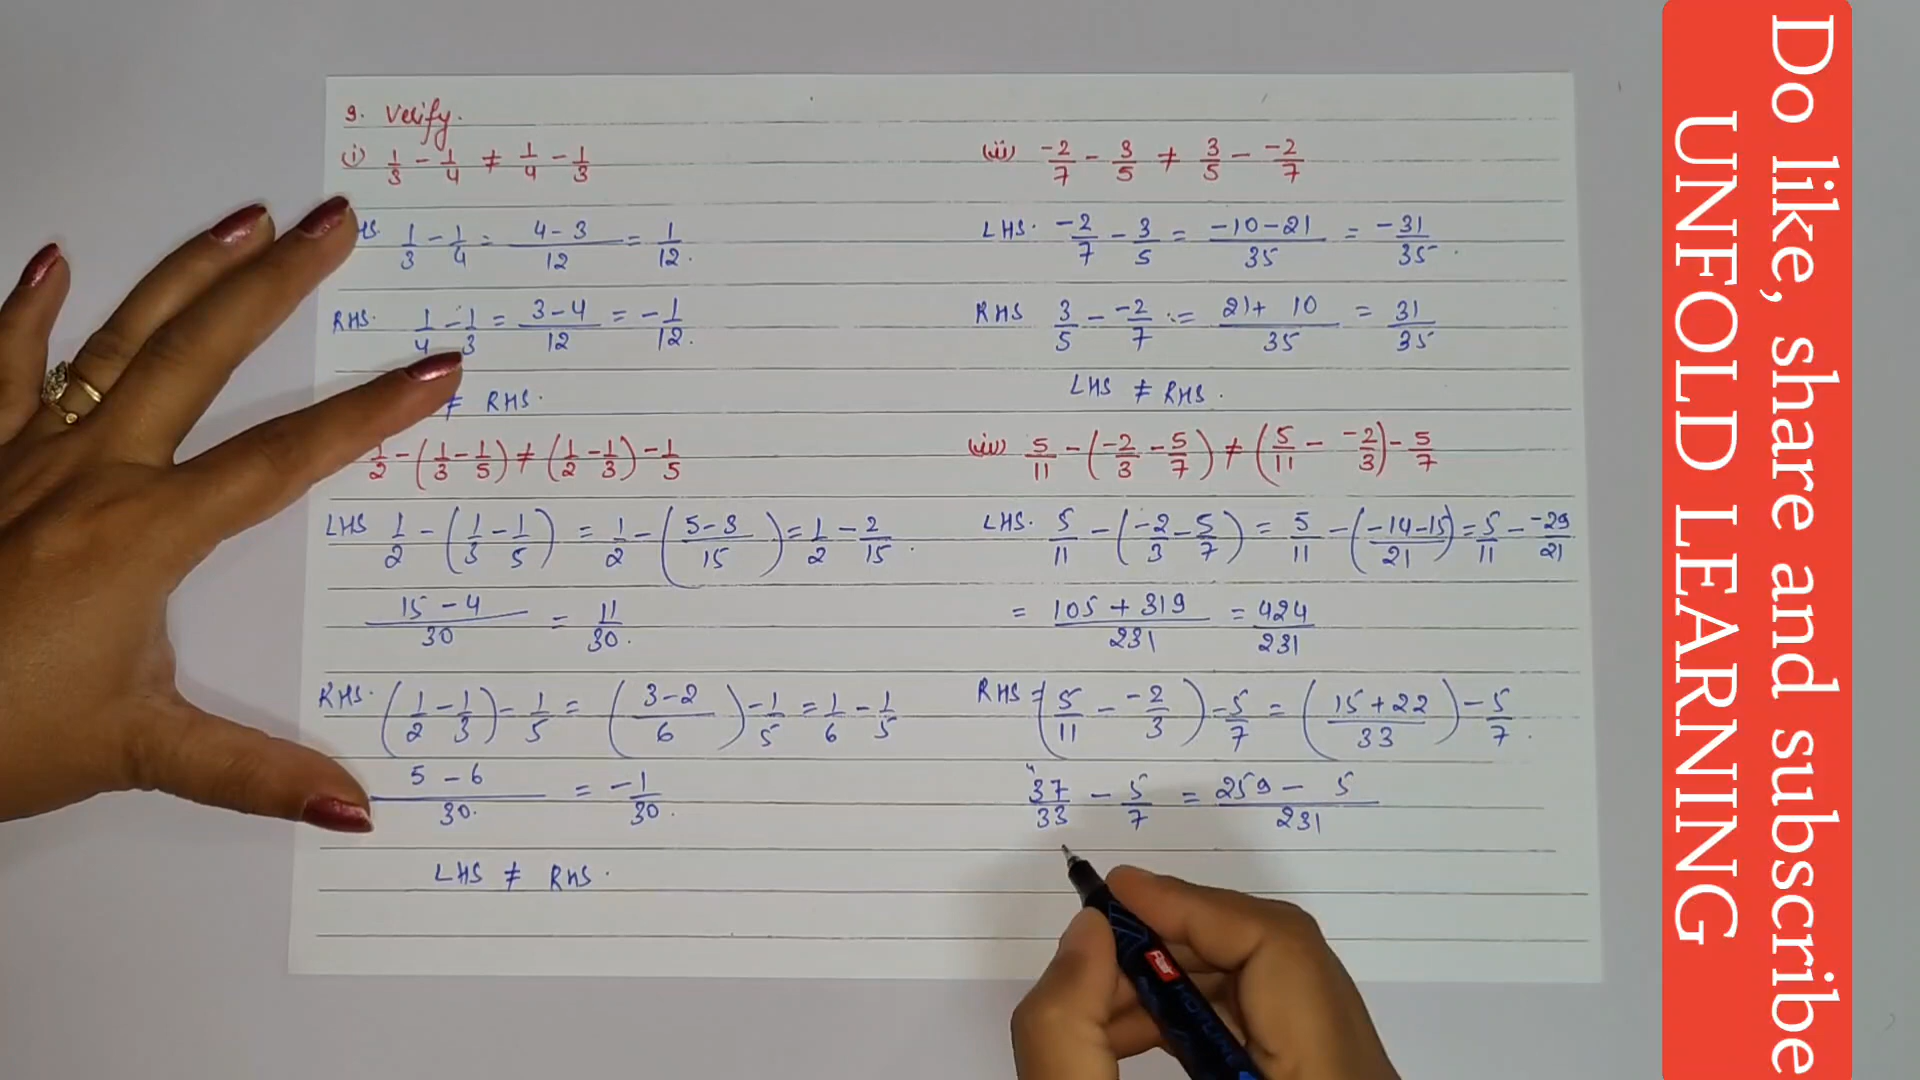 9. Verify.
(i) 1/3 - 1/4 ≠ 1/4 - 1/3
HS. 1/3 - 1/4 = (4 - 3)/12 = 1/12.
RHS. 1/4 - 1/3 = (3 - 4)/12 = -1/12.
≠ RHS.
1/2 - (1/3 - 1/5) ≠ (1/2 - 1/3) - 1/5
LHS 1/2 - (1/3 - 1/5) = 1/2 - ((5 - 3)/15) = 1/2 - 2/15.
(15 - 4)/30 = 11/30.
RHS. (1/2 - 1/3) - 1/5 = ((3 - 2)/6) - 1/5 = 1/6 - 1/5
(5 - 6)/30. = -1/30.
LHS ≠ RHS.
(iii) -2/7 - 3/5 ≠ 3/5 - -2/7
LHS. -2/7 - 3/5 = (-10 - 21)/35 = -31/35.
RHS 3/5 - -2/7 = (21 + 10)/35 = 31/35
LHS ≠ RHS.
(iv) 5/11 - (-2/3 - 5/7) ≠ (5/11 - -2/3) - 5/7
LHS. 5/11 - (-2/3 - 5/7) = 5/11 - ((-14 - 15)/21) = 5/11 - -29/21
= (105 + 319)/231 = 424/231
RHS = (5/11 - -2/3) - 5/7 = ((15 + 22)/33) - 5/7.
37/33 - 5/7 = (259 - 5)/231
Do like, share and subscribe
UNFOLD LEARNING